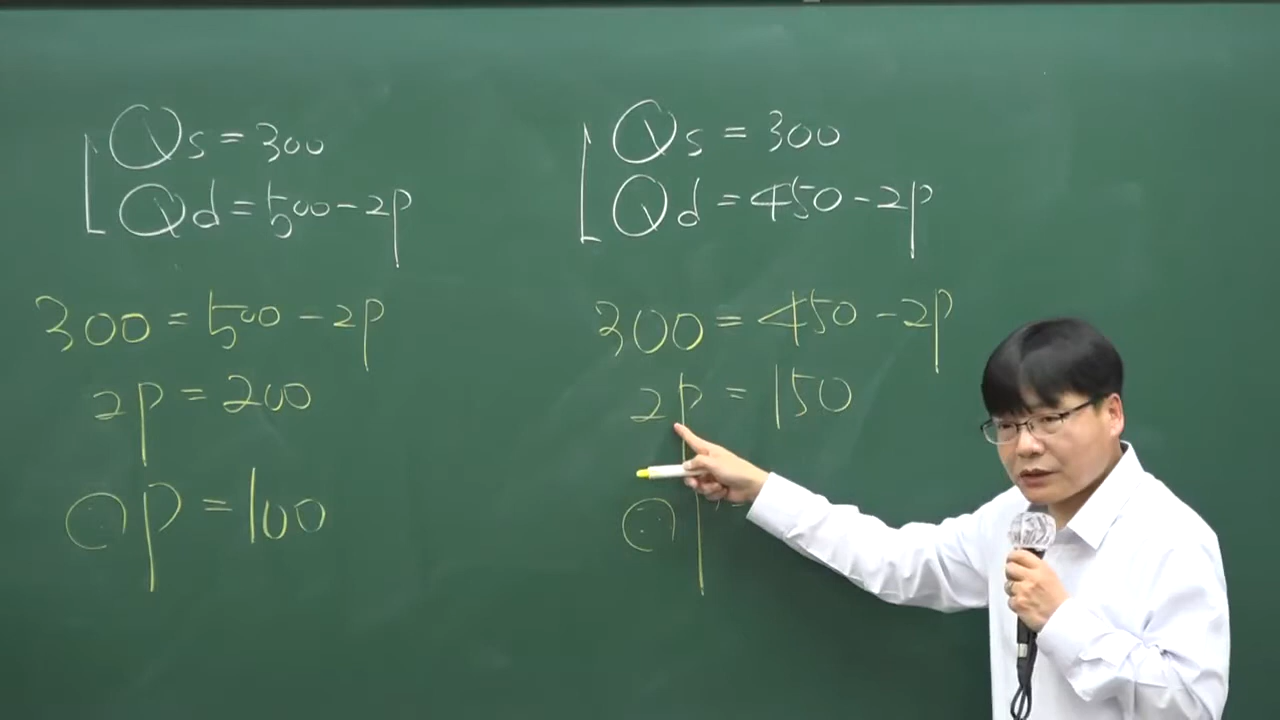 Qs = 300
Qd = 500 - 2P
300 = 500 - 2P
2P = 200
∴ P = 100
Qs = 300
Qd = 450 - 2P
300 = 450 - 2P
2P = 150
∴ P =